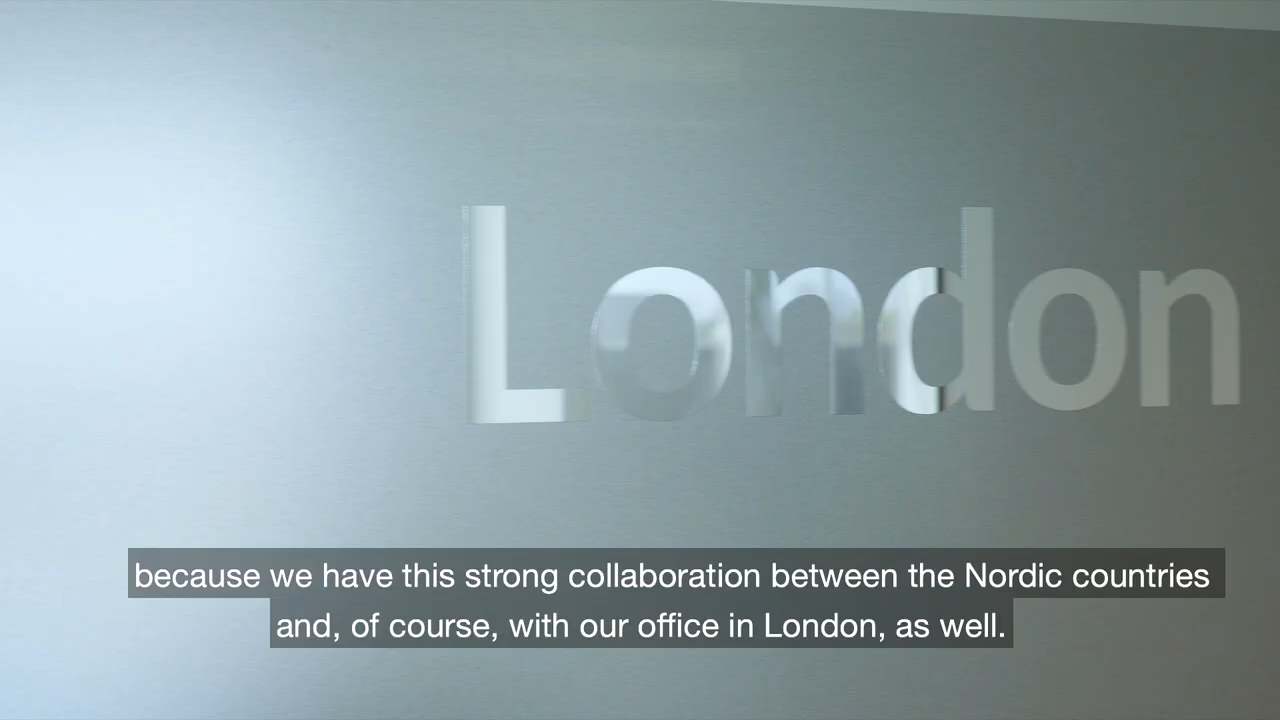 London
because we have this strong collaboration between the Nordic countries
and, of course, with our office in London, as well.